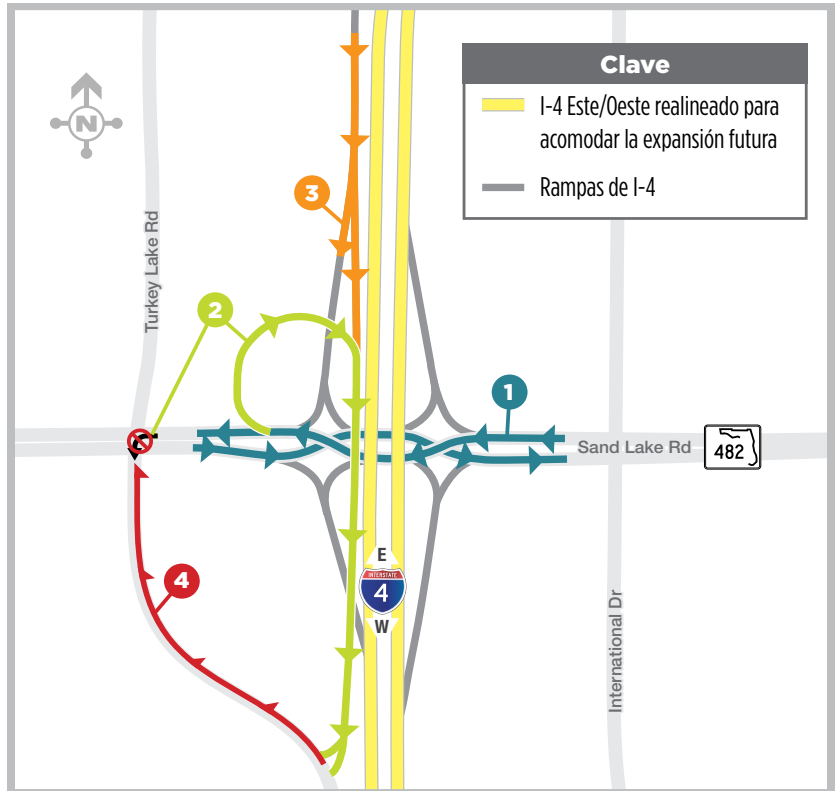 Clave
I-4 Este/Oeste realineado para
acomodar la expansión futura
Rampas de I-4
N
3
Turkey Lake Rd
2
1
Sand Lake Rd
482
4
E
INTERSTATE
4
W
International Dr